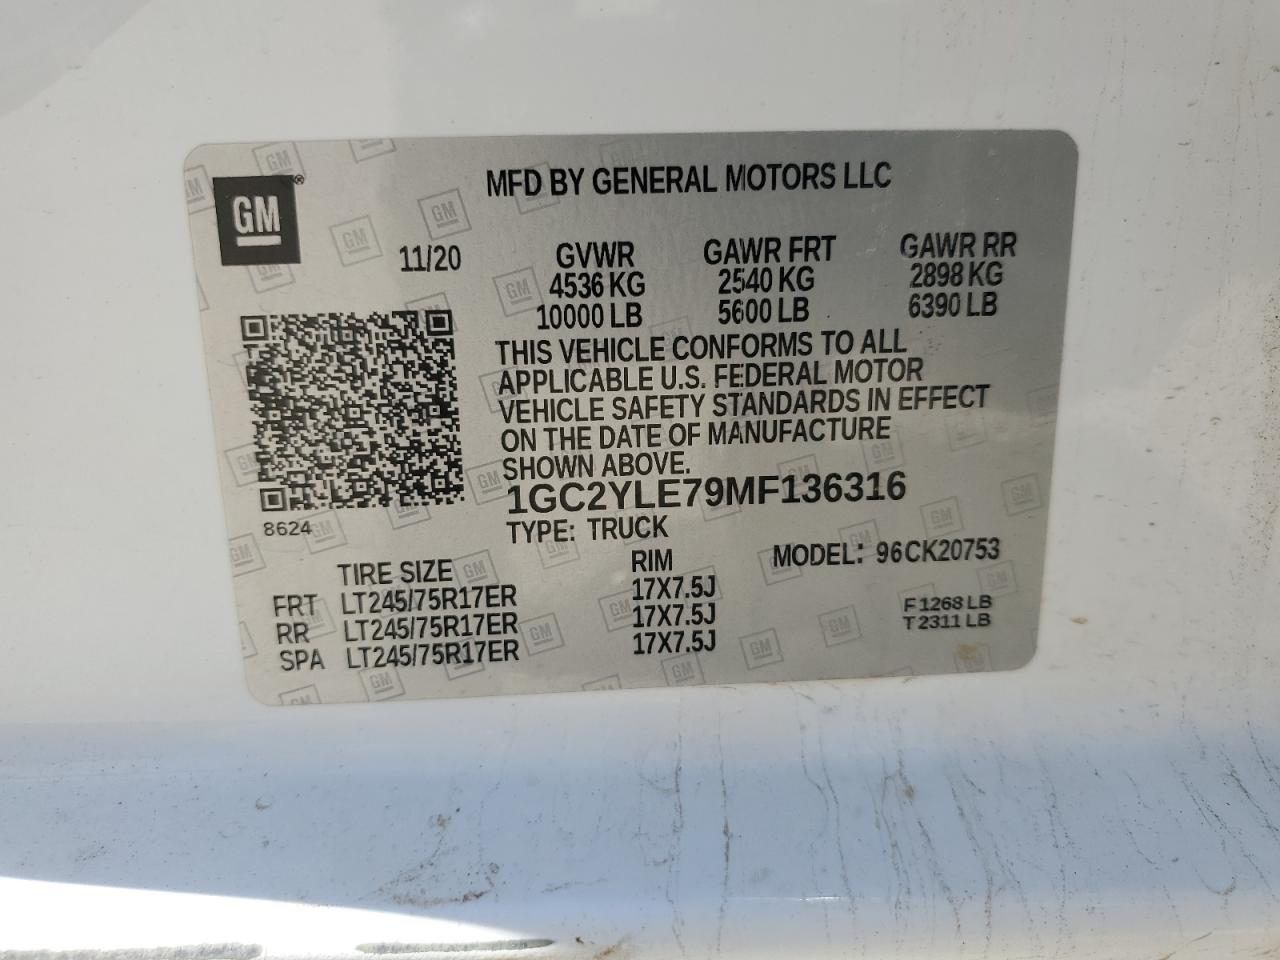 GM®
MFD BY GENERAL MOTORS LLC
11/20 GVWR GAWR FRT GAWR RR
4536 KG 2540 KG 2898 KG
10000 LB 5600 LB 6390 LB
THIS VEHICLE CONFORMS TO ALL
APPLICABLE U.S. FEDERAL MOTOR
VEHICLE SAFETY STANDARDS IN EFFECT
ON THE DATE OF MANUFACTURE
SHOWN ABOVE.
1GC2YLE79MF136316
8624
TYPE: TRUCK
MODEL: 96CK20753
TIRE SIZE RIM
FRT LT245/75R17ER 17X7.5J
RR LT245/75R17ER 17X7.5J
SPA LT245/75R17ER 17X7.5J
F 1268 LB
T 2311 LB